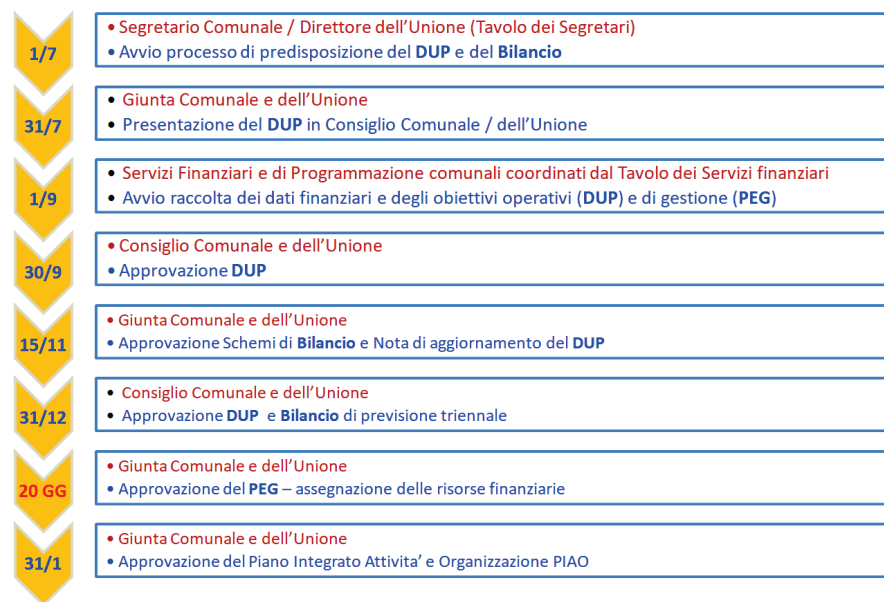 1/7
• Segretario Comunale / Direttore dell'Unione (Tavolo dei Segretari)
• Avvio processo di predisposizione del DUP e del Bilancio
31/7
• Giunta Comunale e dell'Unione
• Presentazione del DUP in Consiglio Comunale / dell'Unione
1/9
• Servizi Finanziari e di Programmazione comunali coordinati dal Tavolo dei Servizi finanziari
• Avvio raccolta dei dati finanziari e degli obiettivi operativi (DUP) e di gestione (PEG)
30/9
• Consiglio Comunale e dell'Unione
• Approvazione DUP
15/11
• Giunta Comunale e dell'Unione
• Approvazione Schemi di Bilancio e Nota di aggiornamento del DUP
31/12
• Consiglio Comunale e dell'Unione
• Approvazione DUP e Bilancio di previsione triennale
20 GG
• Giunta Comunale e dell'Unione
• Approvazione del PEG – assegnazione delle risorse finanziarie
31/1
• Giunta Comunale e dell'Unione
• Approvazione del Piano Integrato Attivita' e Organizzazione PIAO